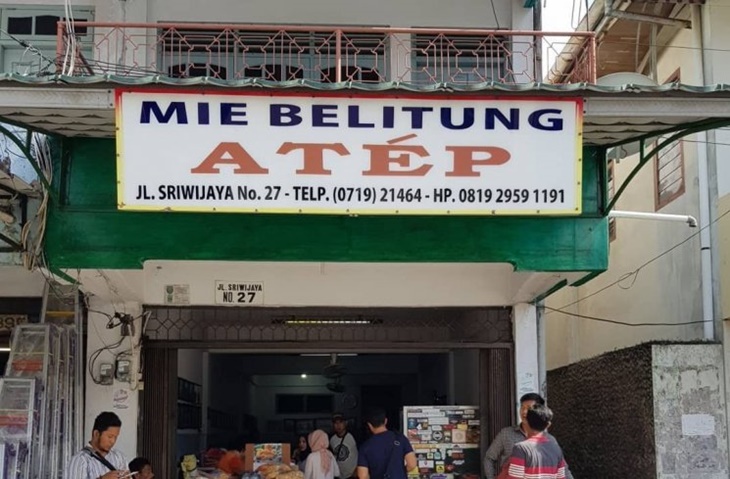 MIE BELITUNG
ATÉP
JL. SRIWIJAYA No. 27 - TELP. (0719) 21464 - HP. 0819 2959 1191
JL. SRIWIJAYA
NO. 27